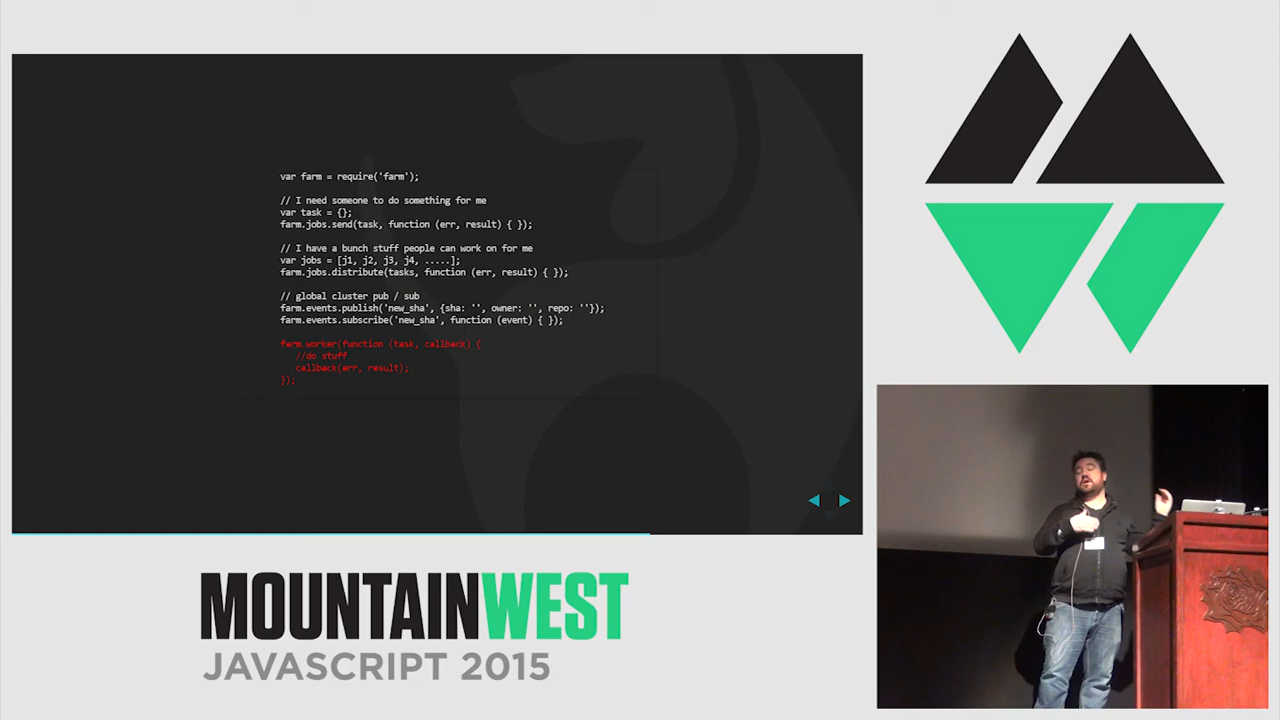 var farm = require('farm');
// I need someone to do something for me
var task = {};
farm.jobs.send(task, function (err, result) { });
// I have a bunch stuff people can work on for me
var jobs = [j1, j2, j3, j4, .....];
farm.jobs.distribute(tasks, function (err, result) { });
// global cluster pub / sub
farm.events.publish('new_sha', {sha: '', owner: '', repo: ''});
farm.events.subscribe('new_sha', function (event) { });
farm.worker(function (task, callback) {
//do stuff
callback(err, result);
});
MOUNTAINWEST
JAVASCRIPT 2015